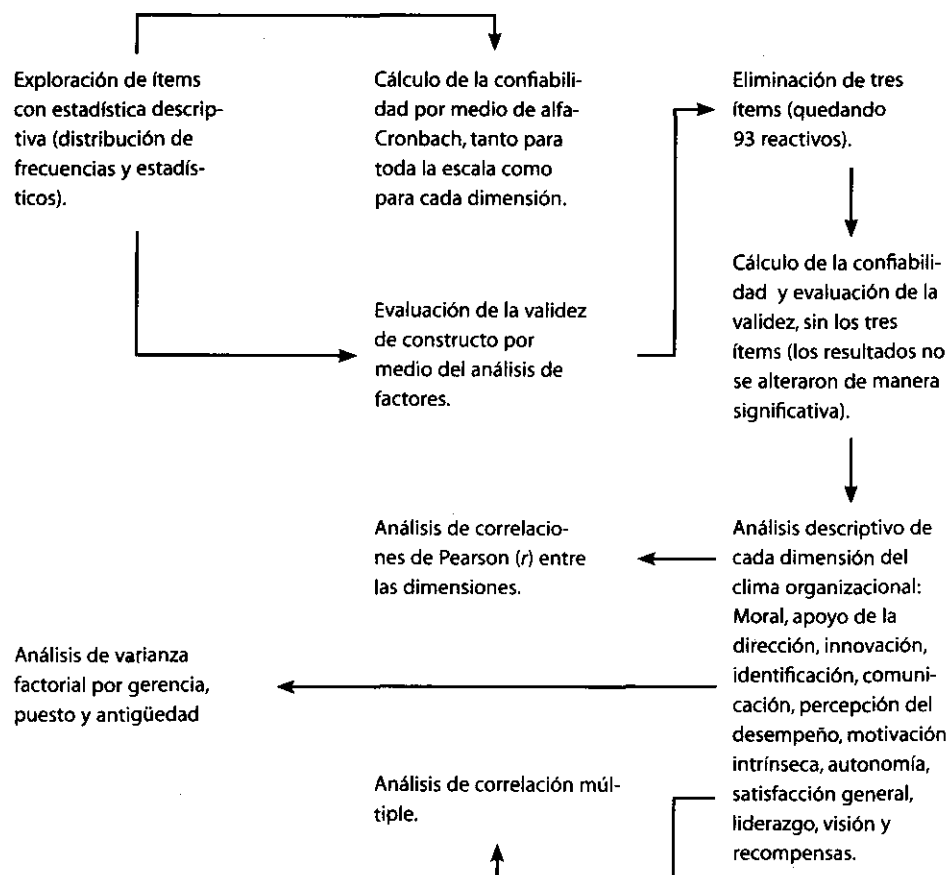 Exploración de ítems
con estadística descrip-
tiva (distribución de
frecuencias y estadís-
ticos).
Cálculo de la confiabili-
dad por medio de alfa-
Cronbach, tanto para
toda la escala como
para cada dimensión.
Eliminación de tres
ítems (quedando
93 reactivos).
Evaluación de la validez
de constructo por
medio del análisis de
factores.
Cálculo de la confiabili-
dad y evaluación de la
validez, sin los tres
ítems (los resultados no
se alteraron de manera
significativa).
Análisis de correlacio-
nes de Pearson (r) entre
las dimensiones.
Análisis descriptivo de
cada dimensión del
clima organizacional:
Moral, apoyo de la
dirección, innovación,
identificación, comuni-
cación, percepción del
desempeño, motivación
intrínseca, autonomía,
satisfacción general,
liderazgo, visión y
recompensas.
Análisis de varianza
factorial por gerencia,
puesto y antigüedad
Análisis de correlación múl-
tiple.